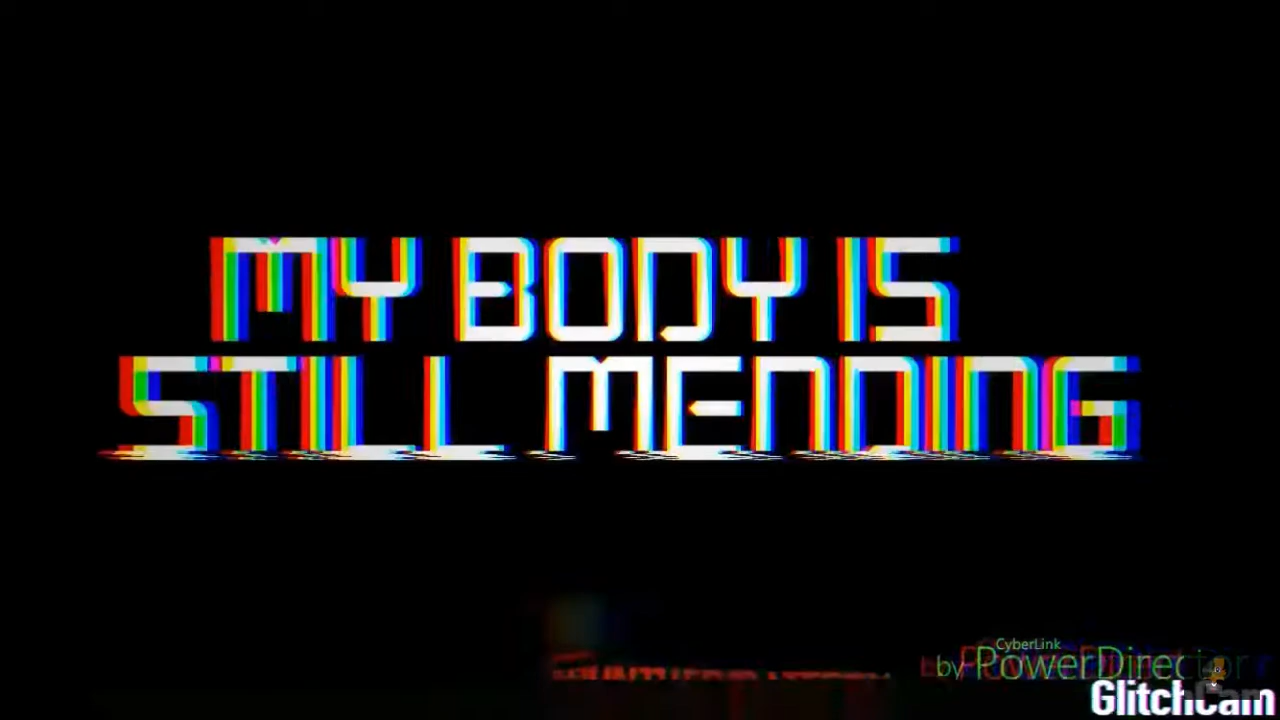 MY BODY IS
STILL MENDING
CyberLink
by PowerDirector
GlitchCam